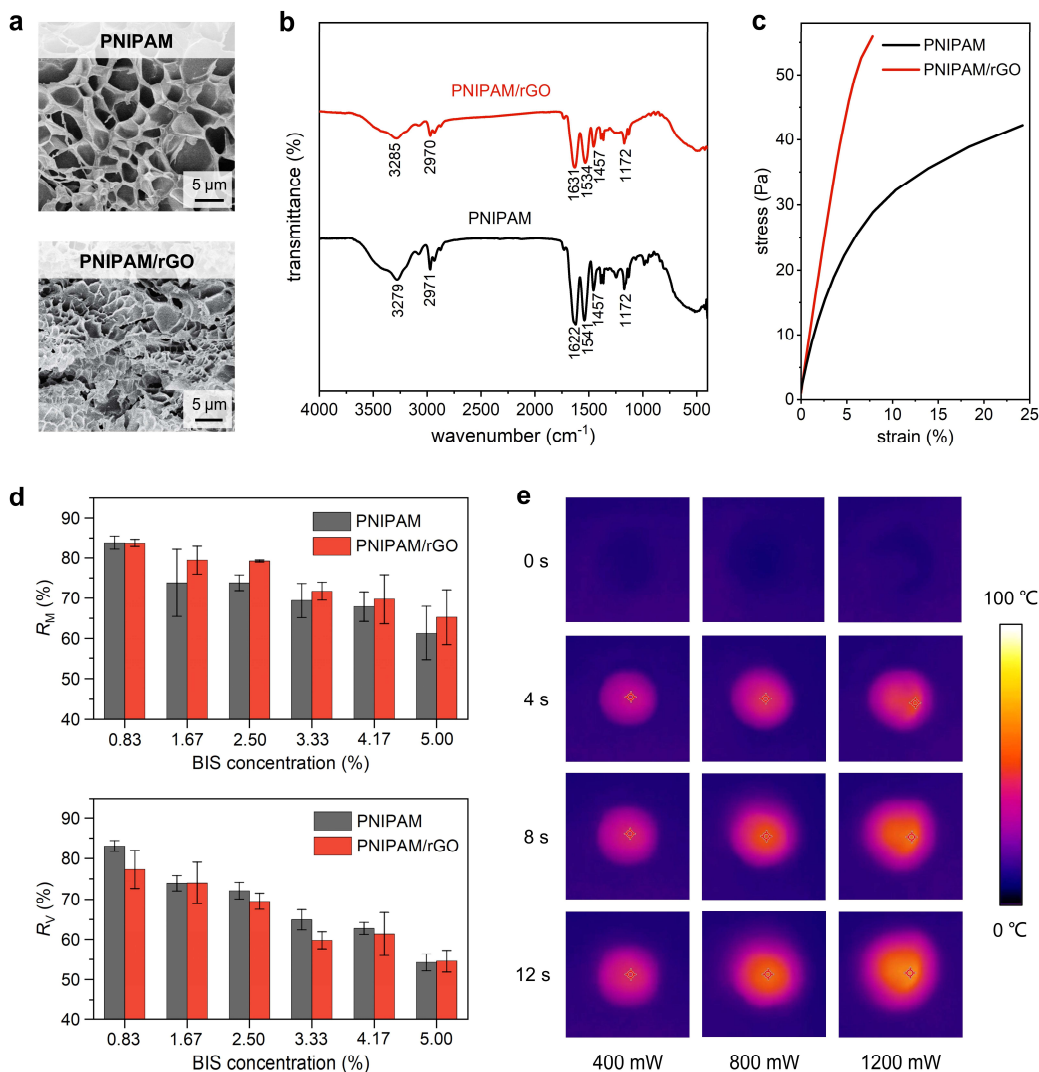 a
PNIPAM
5 µm
PNIPAM/rGO
5 µm
b
PNIPAM/rGO
3285
2970
1631
1534
1457
1172
PNIPAM
3279
2971
1622
1541
1457
1172
transmittance (%)
4000 3500 3000 2500 2000 1500 1000 500
wavenumber (cm⁻¹)
c
PNIPAM
PNIPAM/rGO
stress (Pa)
50
40
30
20
10
0
0 5 10 15 20 25
strain (%)
d
PNIPAM
PNIPAM/rGO
R_M (%)
90
80
70
60
50
40
0.83 1.67 2.50 3.33 4.17 5.00
BIS concentration (%)
PNIPAM
PNIPAM/rGO
R_V (%)
90
80
70
60
50
40
0.83 1.67 2.50 3.33 4.17 5.00
BIS concentration (%)
e
0 s
4 s
8 s
12 s
400 mW 800 mW 1200 mW
100 ℃
0 ℃